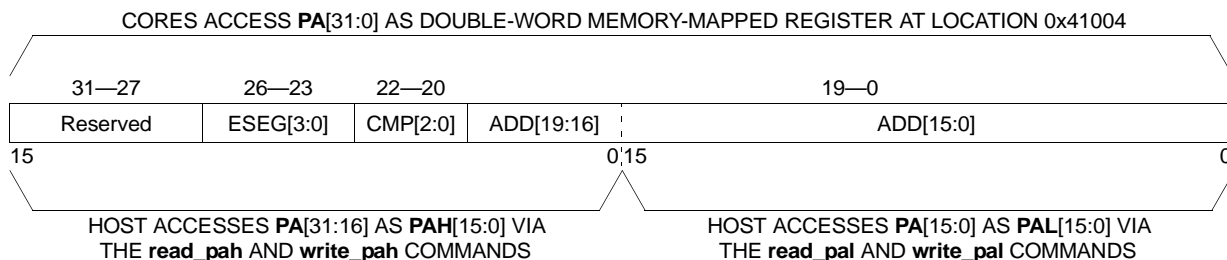 CORES ACCESS PA[31:0] AS DOUBLE-WORD MEMORY-MAPPED REGISTER AT LOCATION 0x41004
31—27 26—23 22—20 19—0
Reserved ESEG[3:0] CMP[2:0] ADD[19:16] ADD[15:0]
15 0 15 0
HOST ACCESSES PA[31:16] AS PAH[15:0] VIA
THE read_pah AND write_pah COMMANDS
HOST ACCESSES PA[15:0] AS PAL[15:0] VIA
THE read_pal AND write_pal COMMANDS